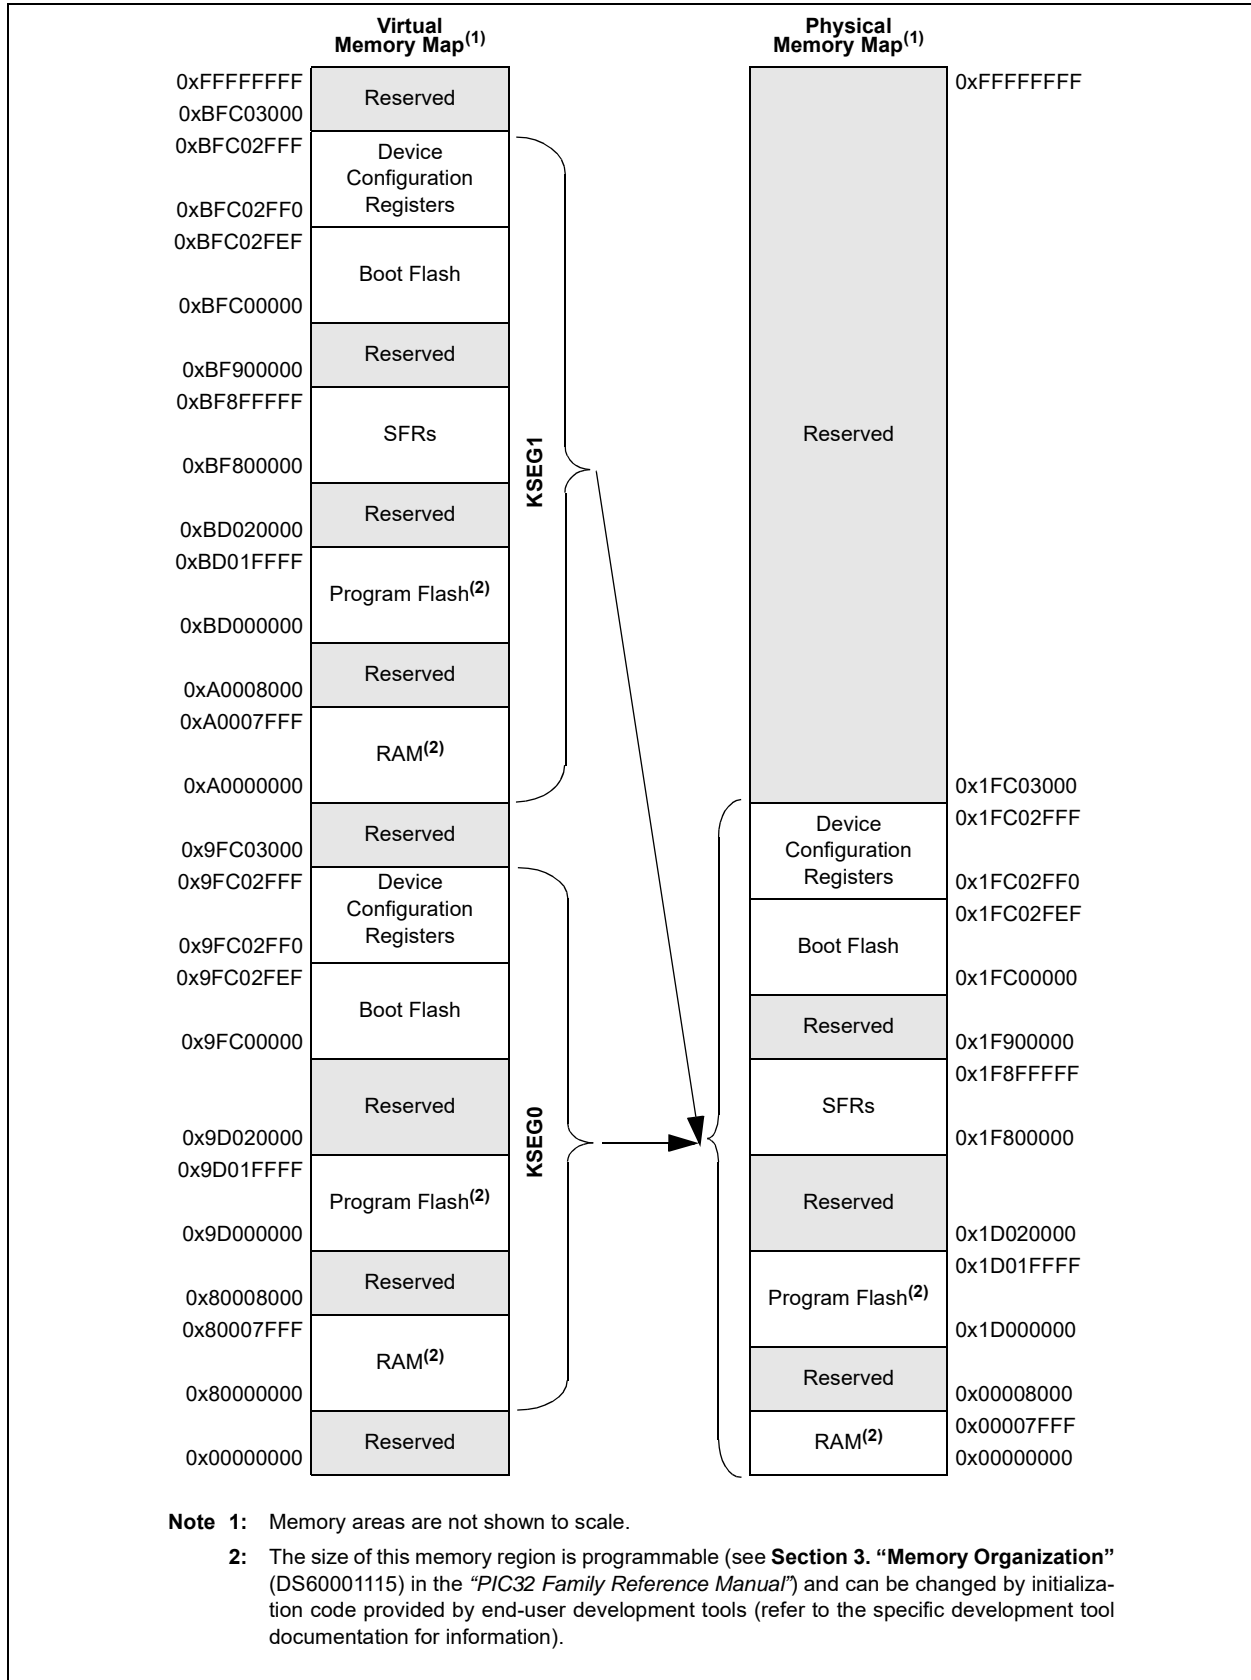 Virtual
Memory Map(1)
0xFFFFFFFF
Reserved
0xBFC03000
0xBFC02FFF
Device
Configuration
Registers
0xBFC02FF0
0xBFC02FEF
Boot Flash
0xBFC00000
Reserved
0xBF900000
0xBF8FFFFF
SFRs
0xBF800000
Reserved
0xBD020000
0xBD01FFFF
Program Flash(2)
0xBD000000
Reserved
0xA0008000
0xA0007FFF
RAM(2)
0xA0000000
KSEG1
Reserved
0x9FC03000
0x9FC02FFF
Device
Configuration
Registers
0x9FC02FF0
0x9FC02FEF
Boot Flash
0x9FC00000
Reserved
0x9D020000
0x9D01FFFF
Program Flash(2)
0x9D000000
Reserved
0x80008000
0x80007FFF
RAM(2)
0x80000000
KSEG0
Reserved
0x00000000
Physical
Memory Map(1)
0xFFFFFFFF
Reserved
0x1FC03000
0x1FC02FFF
Device
Configuration
Registers
0x1FC02FF0
0x1FC02FEF
Boot Flash
0x1FC00000
Reserved
0x1F900000
0x1F8FFFFF
SFRs
0x1F800000
Reserved
0x1D020000
0x1D01FFFF
Program Flash(2)
0x1D000000
Reserved
0x00008000
0x00007FFF
RAM(2)
0x00000000
Note 1: Memory areas are not shown to scale.
2: The size of this memory region is programmable (see Section 3. “Memory Organization”
(DS60001115) in the “PIC32 Family Reference Manual”) and can be changed by initializa-
tion code provided by end-user development tools (refer to the specific development tool
documentation for information).